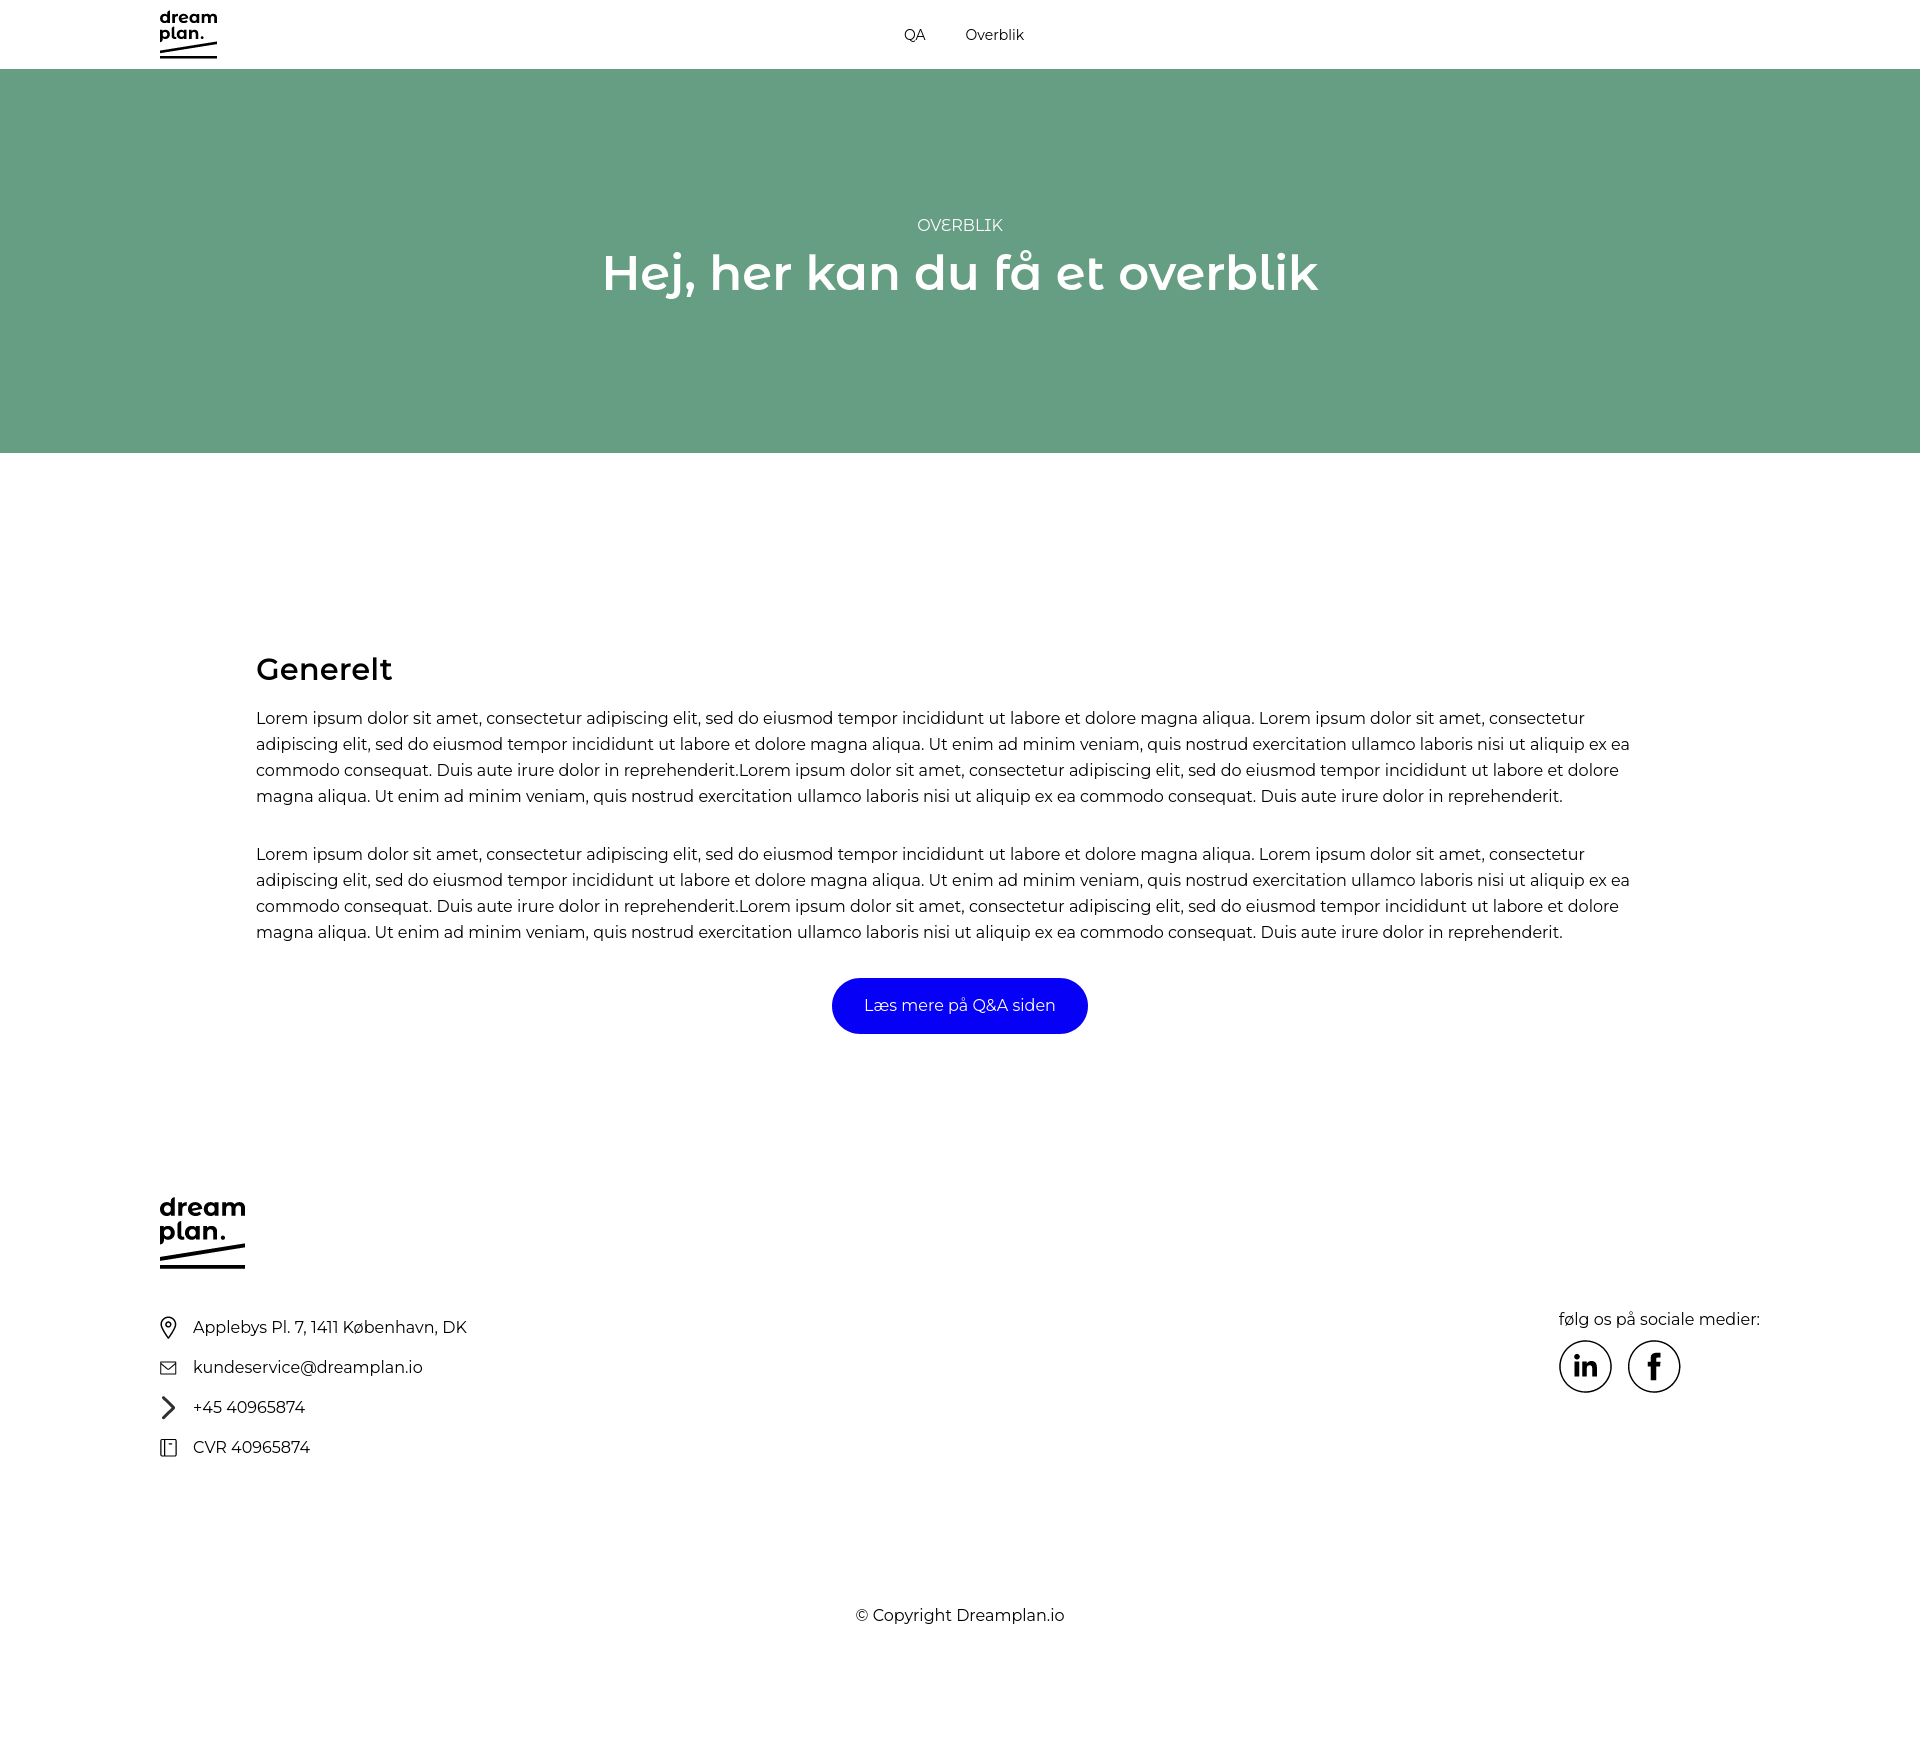 dream
plan.
QA
Overblik
OVERBLIK
Hej, her kan du få et overblik
Generelt
Lorem ipsum dolor sit amet, consectetur adipiscing elit, sed do eiusmod tempor incididunt ut labore et dolore magna aliqua. Lorem ipsum dolor sit amet, consectetur
adipiscing elit, sed do eiusmod tempor incididunt ut labore et dolore magna aliqua. Ut enim ad minim veniam, quis nostrud exercitation ullamco laboris nisi ut aliquip ex ea
commodo consequat. Duis aute irure dolor in reprehenderit.Lorem ipsum dolor sit amet, consectetur adipiscing elit, sed do eiusmod tempor incididunt ut labore et dolore
magna aliqua. Ut enim ad minim veniam, quis nostrud exercitation ullamco laboris nisi ut aliquip ex ea commodo consequat. Duis aute irure dolor in reprehenderit.
Lorem ipsum dolor sit amet, consectetur adipiscing elit, sed do eiusmod tempor incididunt ut labore et dolore magna aliqua. Lorem ipsum dolor sit amet, consectetur
adipiscing elit, sed do eiusmod tempor incididunt ut labore et dolore magna aliqua. Ut enim ad minim veniam, quis nostrud exercitation ullamco laboris nisi ut aliquip ex ea
commodo consequat. Duis aute irure dolor in reprehenderit.Lorem ipsum dolor sit amet, consectetur adipiscing elit, sed do eiusmod tempor incididunt ut labore et dolore
magna aliqua. Ut enim ad minim veniam, quis nostrud exercitation ullamco laboris nisi ut aliquip ex ea commodo consequat. Duis aute irure dolor in reprehenderit.
Læs mere på Q&A siden
dream
plan.
Applebys Pl. 7, 1411 København, DK
kundeservice@dreamplan.io
+45 40965874
CVR 40965874
følg os på sociale medier:
in
f
© Copyright Dreamplan.io